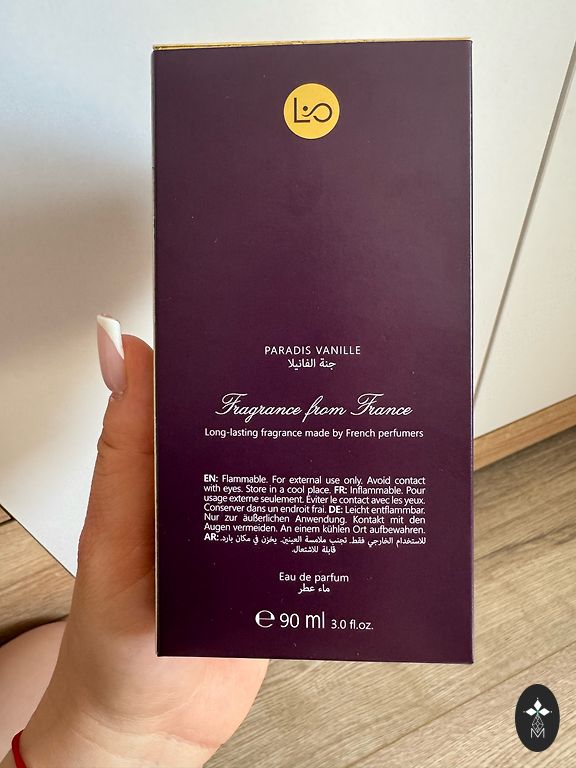 L.o
PARADIS VANILLE
جنة الفانيلا
Fragrance from France
Long-lasting fragrance made by French perfumers
EN: Flammable. For external use only. Avoid contact
with eyes. Store in a cool place. FR: Inflammable. Pour
usage externe seulement. Eviter le contact avec les yeux.
Conserver dans un endroit frai. DE: Leicht entflammbar.
Nur zur äußerlichen Anwendung. Kontakt mit den
Augen vermeiden. An einem kühlen Ort aufbewahren.
AR: للاستخدام الخارجي فقط. تجنب ملامسة العينين. يخزن في مكان بارد.
قابلة للاشتعال.
Eau de parfum
ماء عطر
℮ 90 ml 3.0 fl.oz.
M